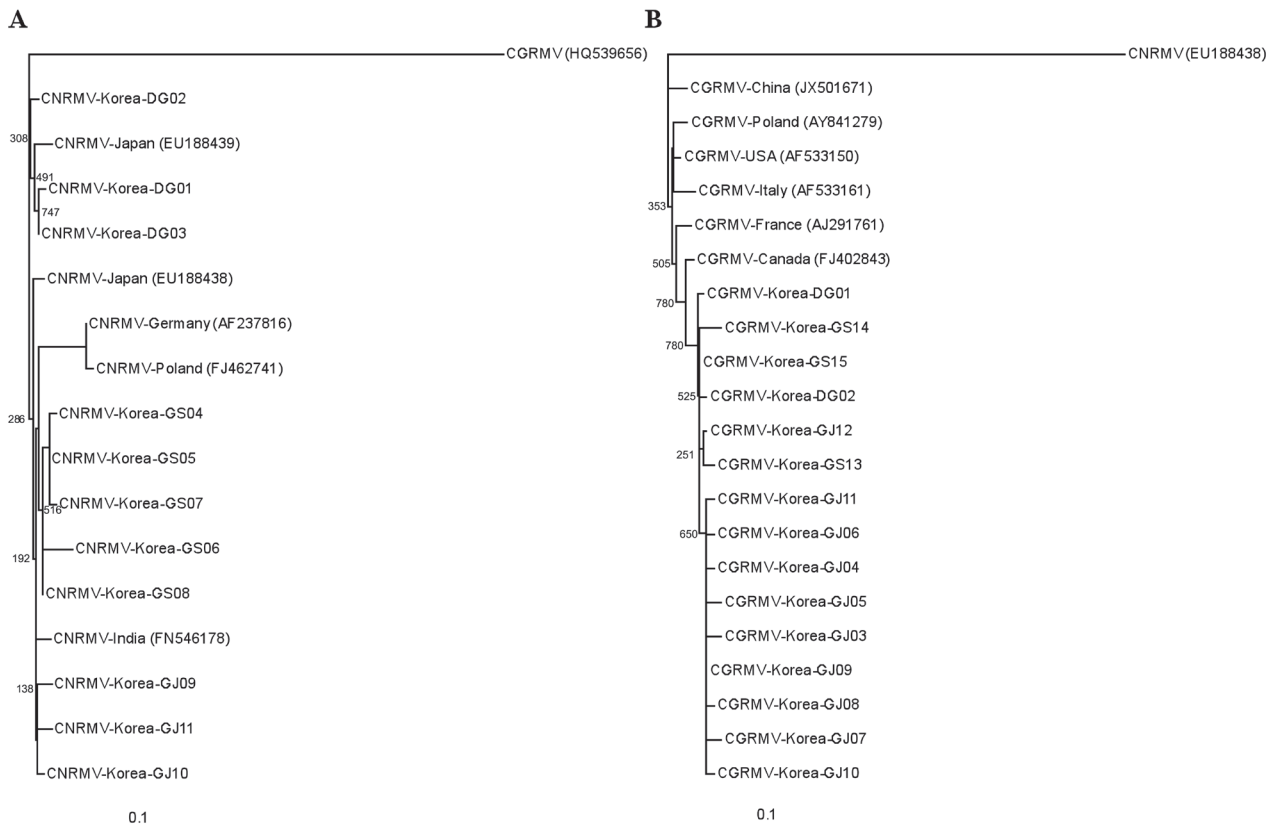 A
CGRMV (HQ539656)
CNRMV-Korea-DG02
308
CNRMV-Japan (EU188439)
491
CNRMV-Korea-DG01
747
CNRMV-Korea-DG03
CNRMV-Japan (EU188438)
CNRMV-Germany (AF237816)
CNRMV-Poland (FJ462741)
CNRMV-Korea-GS04
286
CNRMV-Korea-GS05
CNRMV-Korea-GS07
516
CNRMV-Korea-GS06
192
CNRMV-Korea-GS08
CNRMV-India (FN546178)
CNRMV-Korea-GJ09
138
CNRMV-Korea-GJ11
CNRMV-Korea-GJ10
0.1
B
CNRMV (EU188438)
CGRMV-China (JX501671)
CGRMV-Poland (AY841279)
CGRMV-USA (AF533150)
CGRMV-Italy (AF533161)
353
CGRMV-France (AJ291761)
CGRMV-Canada (FJ402843)
505
CGRMV-Korea-DG01
780
CGRMV-Korea-GS14
780
CGRMV-Korea-GS15
CGRMV-Korea-DG02
525
CGRMV-Korea-GJ12
251
CGRMV-Korea-GS13
CGRMV-Korea-GJ11
CGRMV-Korea-GJ06
650
CGRMV-Korea-GJ04
CGRMV-Korea-GJ05
CGRMV-Korea-GJ03
CGRMV-Korea-GJ09
CGRMV-Korea-GJ08
CGRMV-Korea-GJ07
CGRMV-Korea-GJ10
0.1